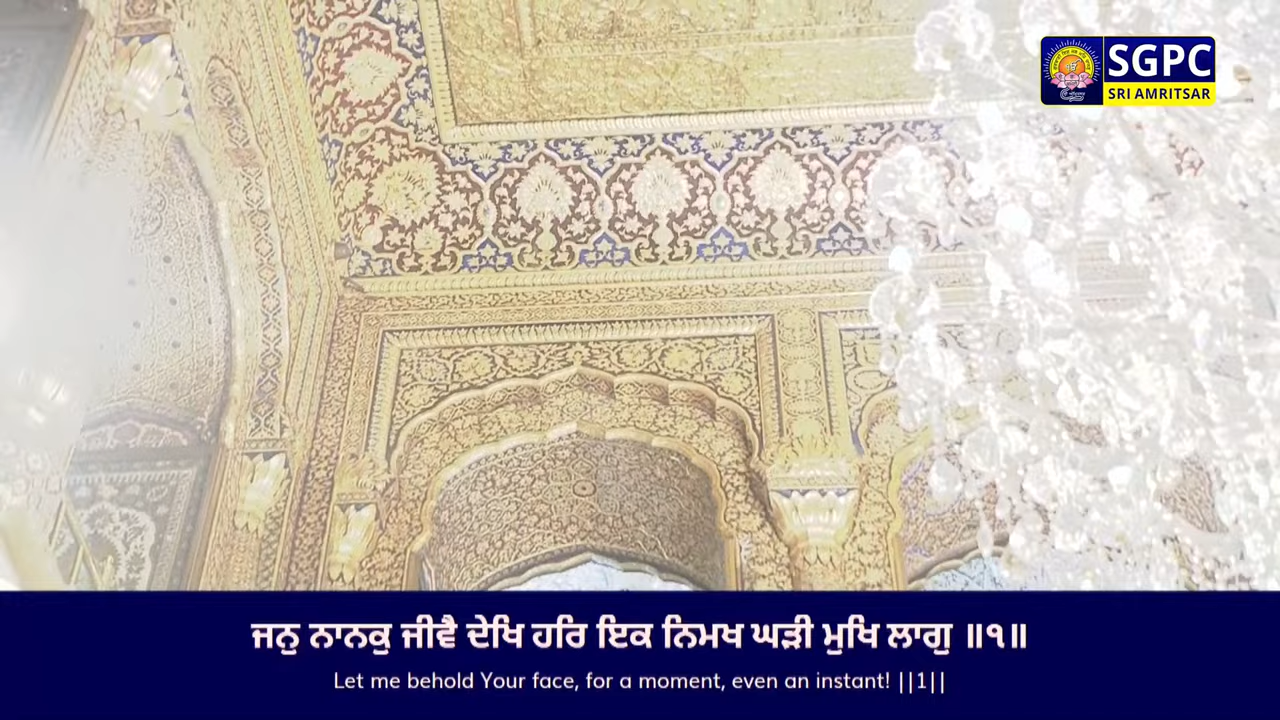 SGPC
SRI AMRITSAR
ਜਨੁ ਨਾਨਕੁ ਜੀਵੈ ਦੇਖਿ ਹਰਿ ਇਕ ਨਿਮਖ ਘੜੀ ਮੁਖਿ ਲਾਗੁ ॥੧॥
Let me behold Your face, for a moment, even an instant! ||1||